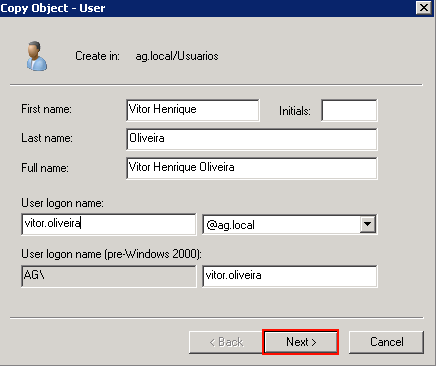 Copy Object - User
Create in: ag.local/Usuarios
First name: Vitor Henrique Initials:
Last name: Oliveira
Full name: Vitor Henrique Oliveira
User logon name:
vitor.oliveira @ag.local
User logon name (pre-Windows 2000):
AG\ vitor.oliveira
< Back Next > Cancel